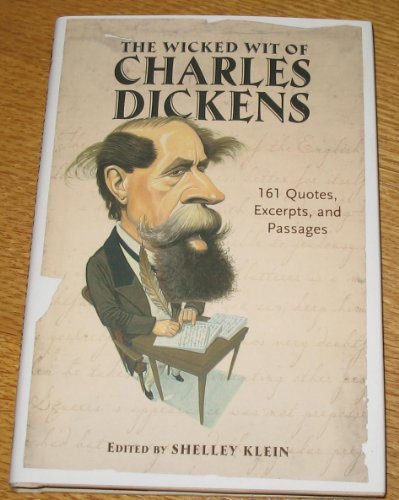 THE WICKED WIT OF
CHARLES
DICKENS
161 Quotes,
Excerpts, and
Passages
EDITED BY SHELLEY KLEIN